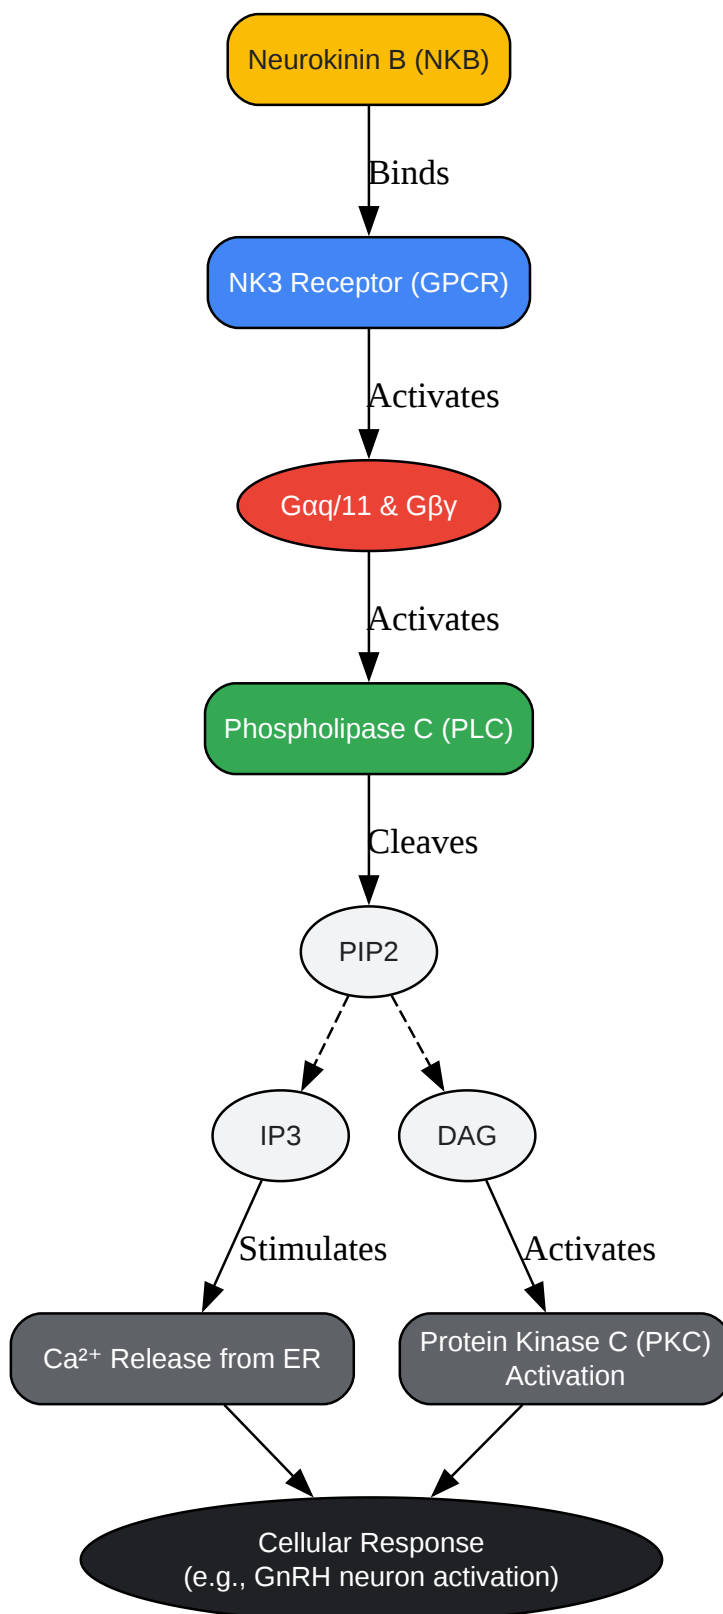 Neurokinin B (NKB)
Binds
NK3 Receptor (GPCR)
Activates
Gαq/11 & Gβγ
Activates
Phospholipase C (PLC)
Cleaves
PIP2
IP3
DAG
Stimulates
Activates
Ca²⁺ Release from ER
Protein Kinase C (PKC)
Activation
Cellular Response
(e.g., GnRH neuron activation)